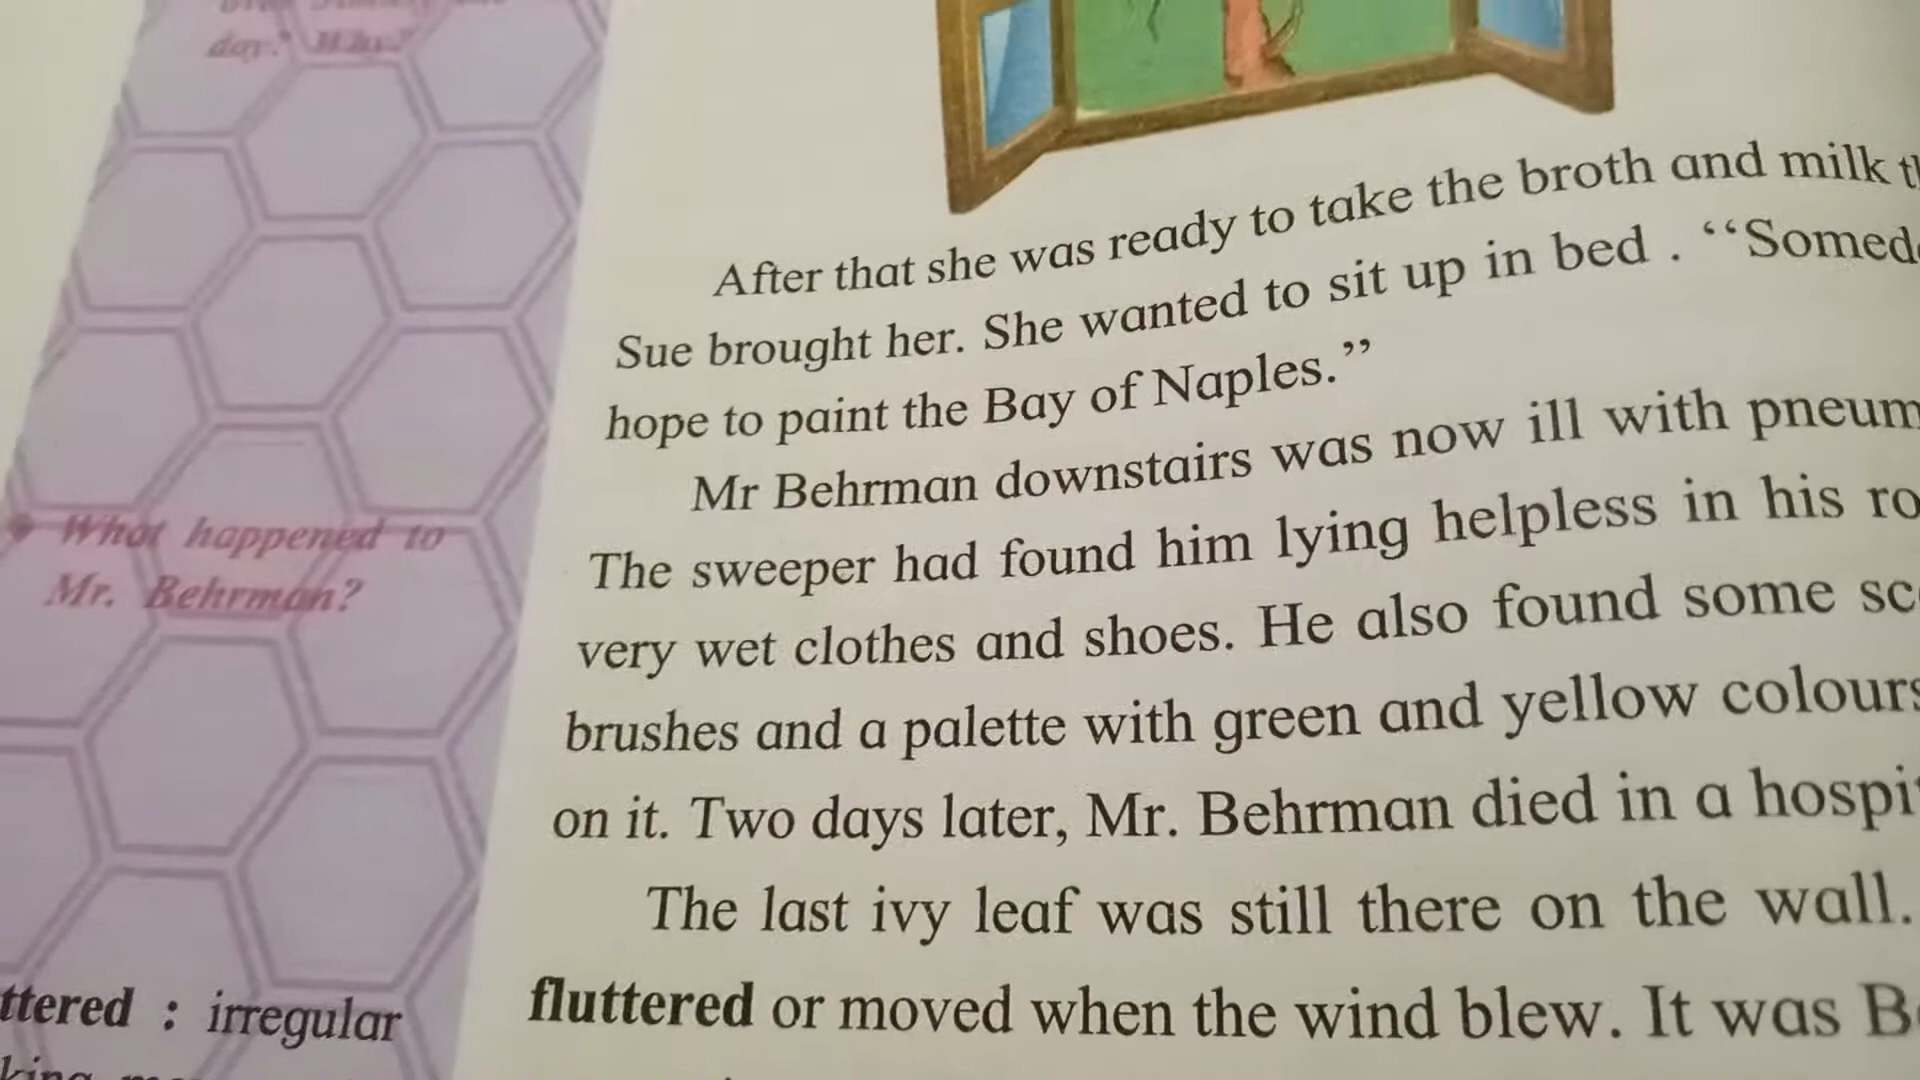 day." Why?
After that she was ready to take the broth and milk
Sue brought her. She wanted to sit up in bed . “Somed
hope to paint the Bay of Naples.”
Mr Behrman downstairs was now ill with pneum
The sweeper had found him lying helpless in his ro
very wet clothes and shoes. He also found some sc
brushes and a palette with green and yellow colours
on it. Two days later, Mr. Behrman died in a hospi
The last ivy leaf was still there on the wall.
fluttered or moved when the wind blew. It was B
What happened to
Mr. Behrman?
ttered : irregular